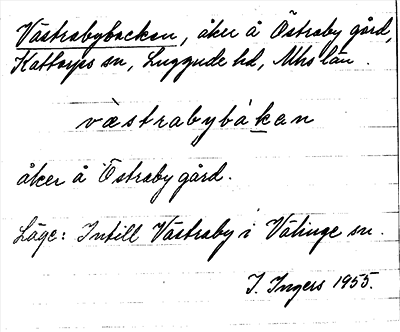 Västrabybacken, åker å Östraby gård,
Kattarps sn, Luggude hd, Mhs län.
væstrabybàkan
åker å Östraby gård.
Läge: Intill Västraby i Välinge sn.
I. Ingers 1955.